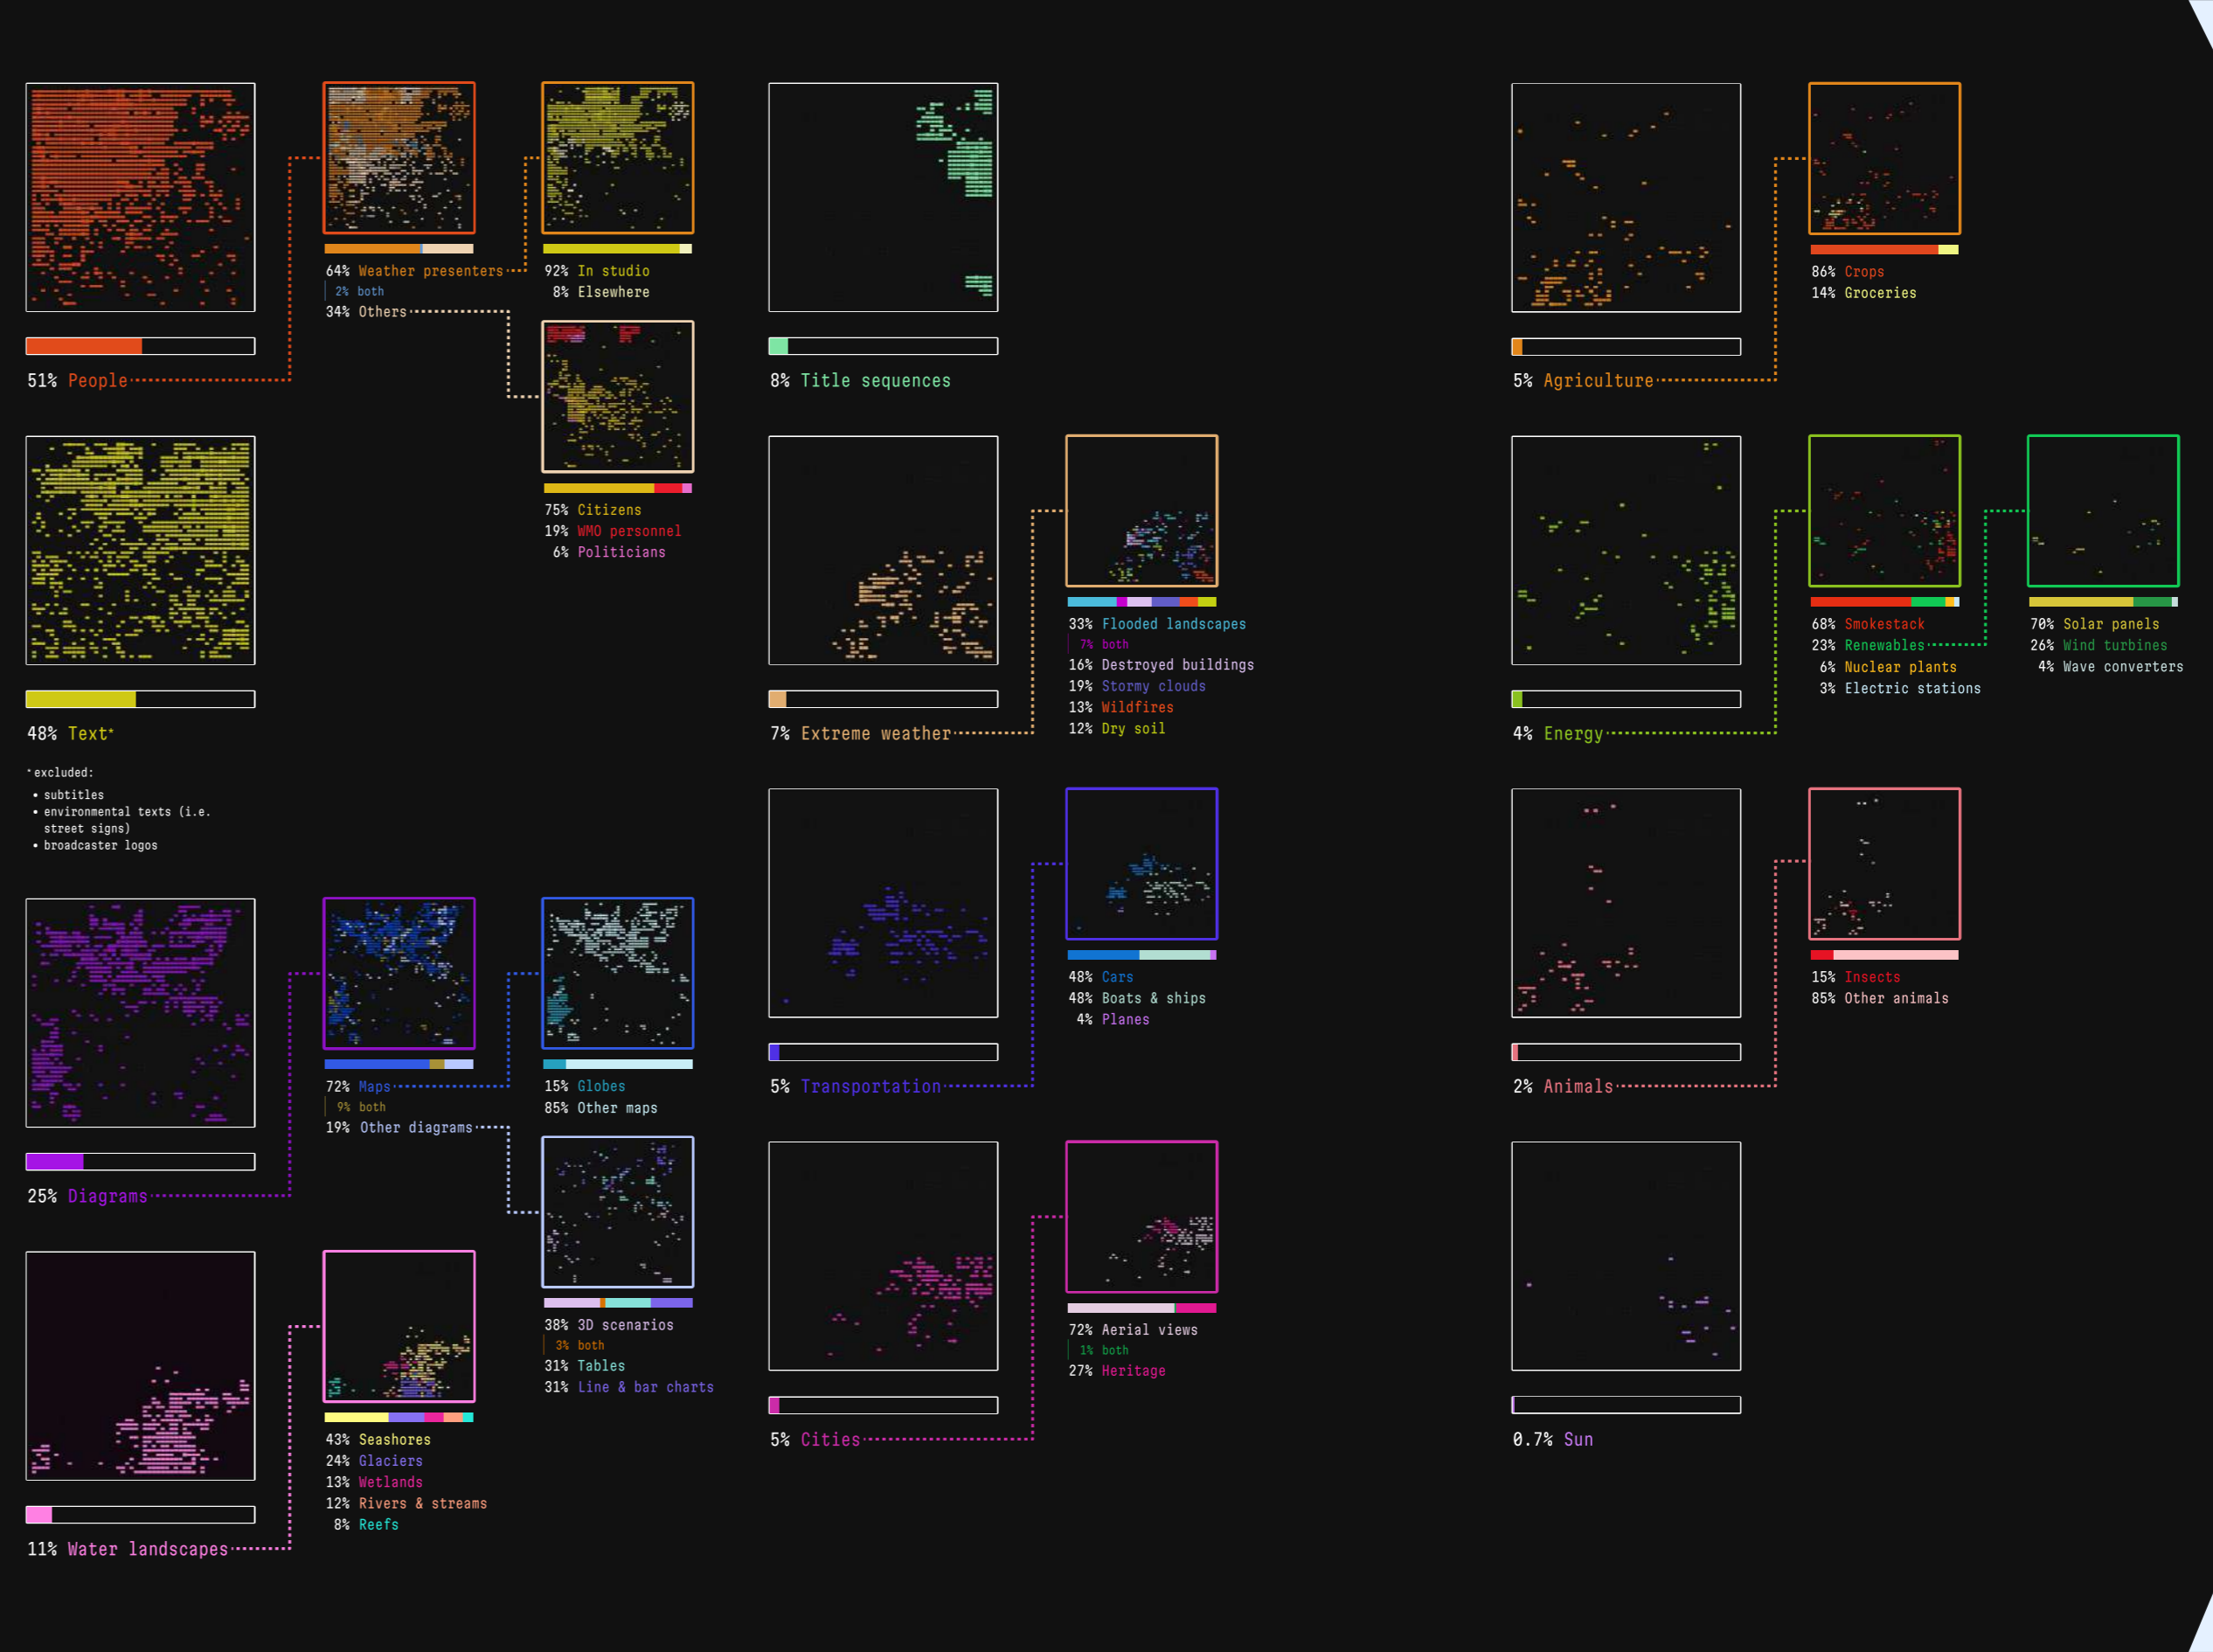 51% People
64% Weather presenters
2% both
34% Others
92% In studio
8% Elsewhere
75% Citizens
19% WMO personnel
6% Politicians
48% Text*
*excluded:
• subtitles
• environmental texts (i.e.
street signs)
• broadcaster logos
25% Diagrams
72% Maps
9% both
19% Other diagrams
15% Globes
85% Other maps
38% 3D scenarios
3% both
31% Tables
31% Line & bar charts
11% Water landscapes
43% Seashores
24% Glaciers
13% Wetlands
12% Rivers & streams
8% Reefs
8% Title sequences
7% Extreme weather
33% Flooded landscapes
7% both
16% Destroyed buildings
19% Stormy clouds
13% Wildfires
12% Dry soil
5% Transportation
48% Cars
48% Boats & ships
4% Planes
5% Cities
72% Aerial views
1% both
27% Heritage
5% Agriculture
86% Crops
14% Groceries
4% Energy
68% Smokestack
23% Renewables
6% Nuclear plants
3% Electric stations
70% Solar panels
26% Wind turbines
4% Wave converters
2% Animals
15% Insects
85% Other animals
0.7% Sun